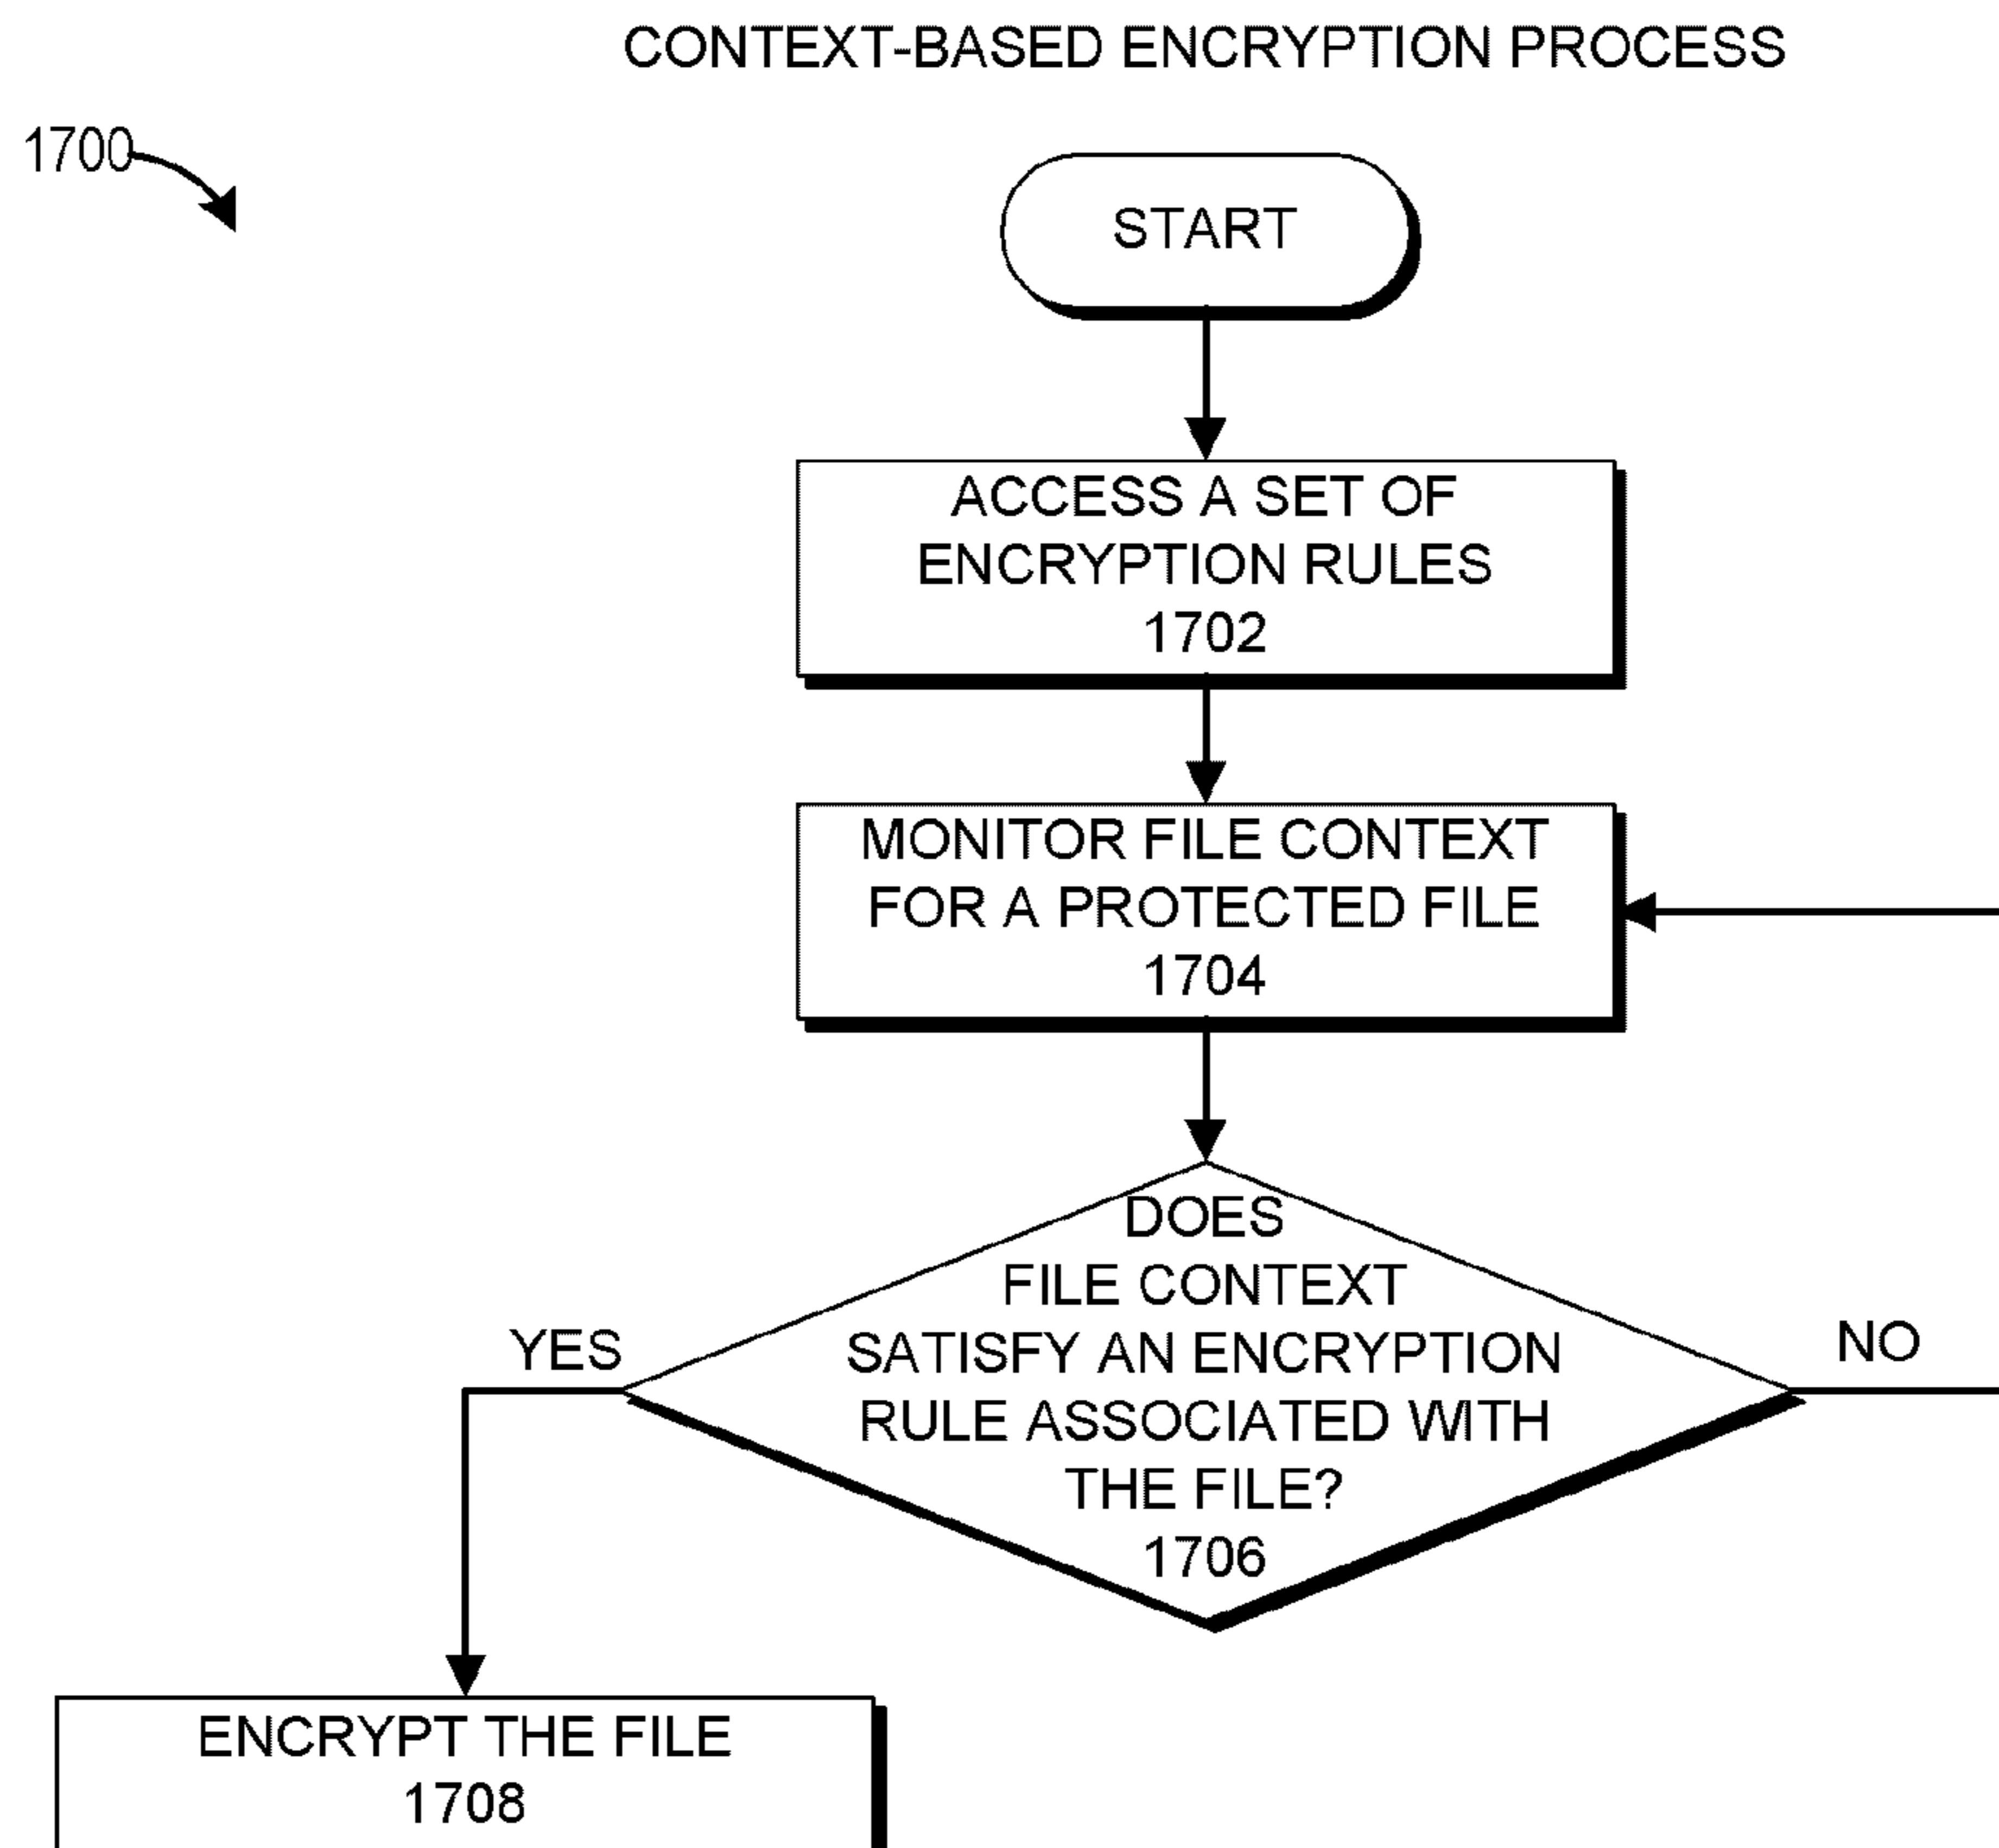 CONTEXT-BASED ENCRYPTION PROCESS
1700
START
ACCESS A SET OF
ENCRYPTION RULES
1702
MONITOR FILE CONTEXT
FOR A PROTECTED FILE
1704
DOES
FILE CONTEXT
SATISFY AN ENCRYPTION
RULE ASSOCIATED WITH
THE FILE?
1706
YES
NO
ENCRYPT THE FILE
1708